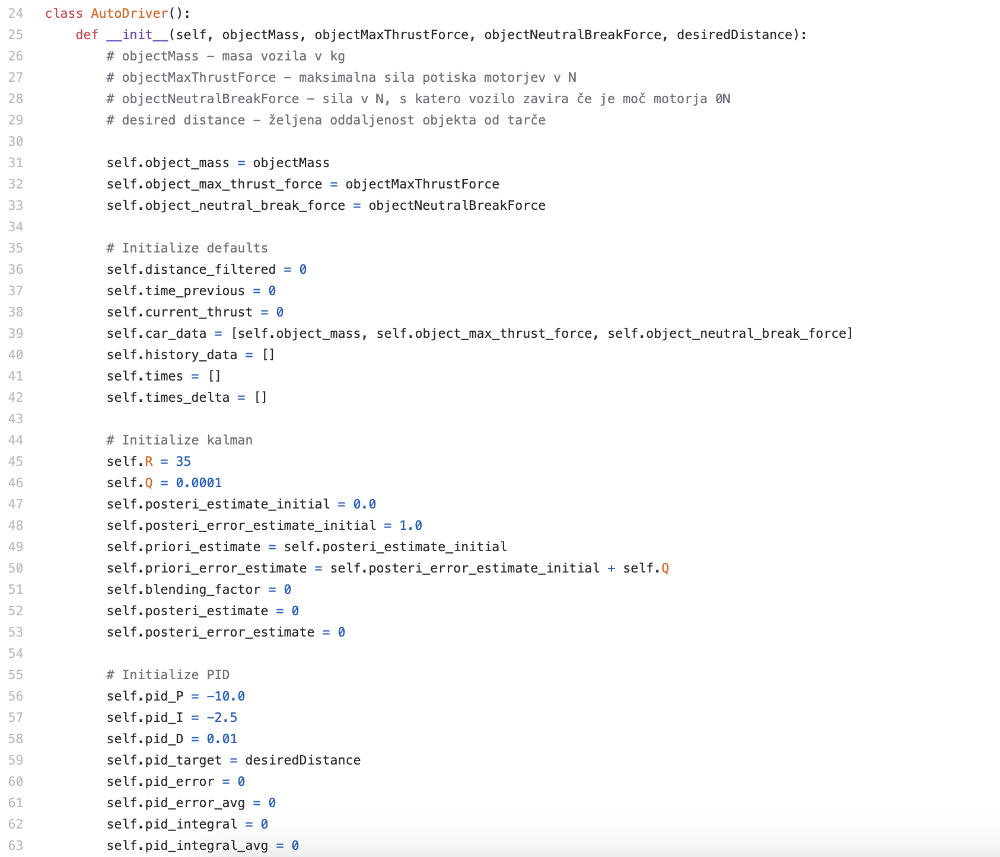 24 class AutoDriver():
25 def __init__(self, objectMass, objectMaxThrustForce, objectNeutralBreakForce, desiredDistance):
26 # objectMass – masa vozila v kg
27 # objectMaxThrustForce – maksimalna sila potiska motorjev v N
28 # objectNeutralBreakForce – sila v N, s katero vozilo zavira če je moč motorja 0N
29 # desired distance – željena oddaljenost objekta od tarče
30
31 self.object_mass = objectMass
32 self.object_max_thrust_force = objectMaxThrustForce
33 self.object_neutral_break_force = objectNeutralBreakForce
34
35 # Initialize defaults
36 self.distance_filtered = 0
37 self.time_previous = 0
38 self.current_thrust = 0
39 self.car_data = [self.object_mass, self.object_max_thrust_force, self.object_neutral_break_force]
40 self.history_data = []
41 self.times = []
42 self.times_delta = []
43
44 # Initialize kalman
45 self.R = 35
46 self.Q = 0.0001
47 self.posteri_estimate_initial = 0.0
48 self.posteri_error_estimate_initial = 1.0
49 self.priori_estimate = self.posteri_estimate_initial
50 self.priori_error_estimate = self.posteri_error_estimate_initial + self.Q
51 self.blending_factor = 0
52 self.posteri_estimate = 0
53 self.posteri_error_estimate = 0
54
55 # Initialize PID
56 self.pid_P = -10.0
57 self.pid_I = -2.5
58 self.pid_D = 0.01
59 self.pid_target = desiredDistance
60 self.pid_error = 0
61 self.pid_error_avg = 0
62 self.pid_integral = 0
63 self.pid_integral_avg = 0